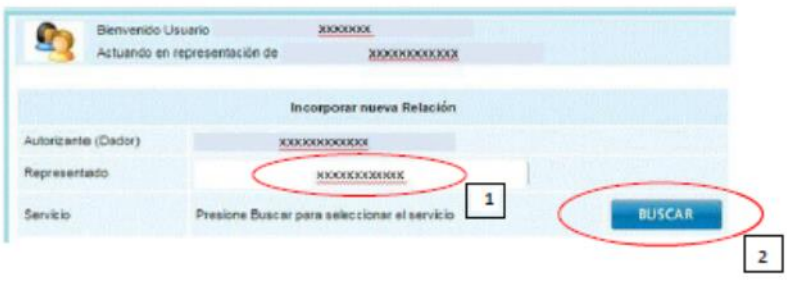 Bienvenido Usuario xxxxxxx
Actuando en representación de xxxxxxxxxxxx
Incorporar nueva Relación
Autorizante (Dador) xxxxxxxxxxxx
Representado xxxxxxxxxxxx
1
Servicio Presione Buscar para seleccionar el servicio BUSCAR
2